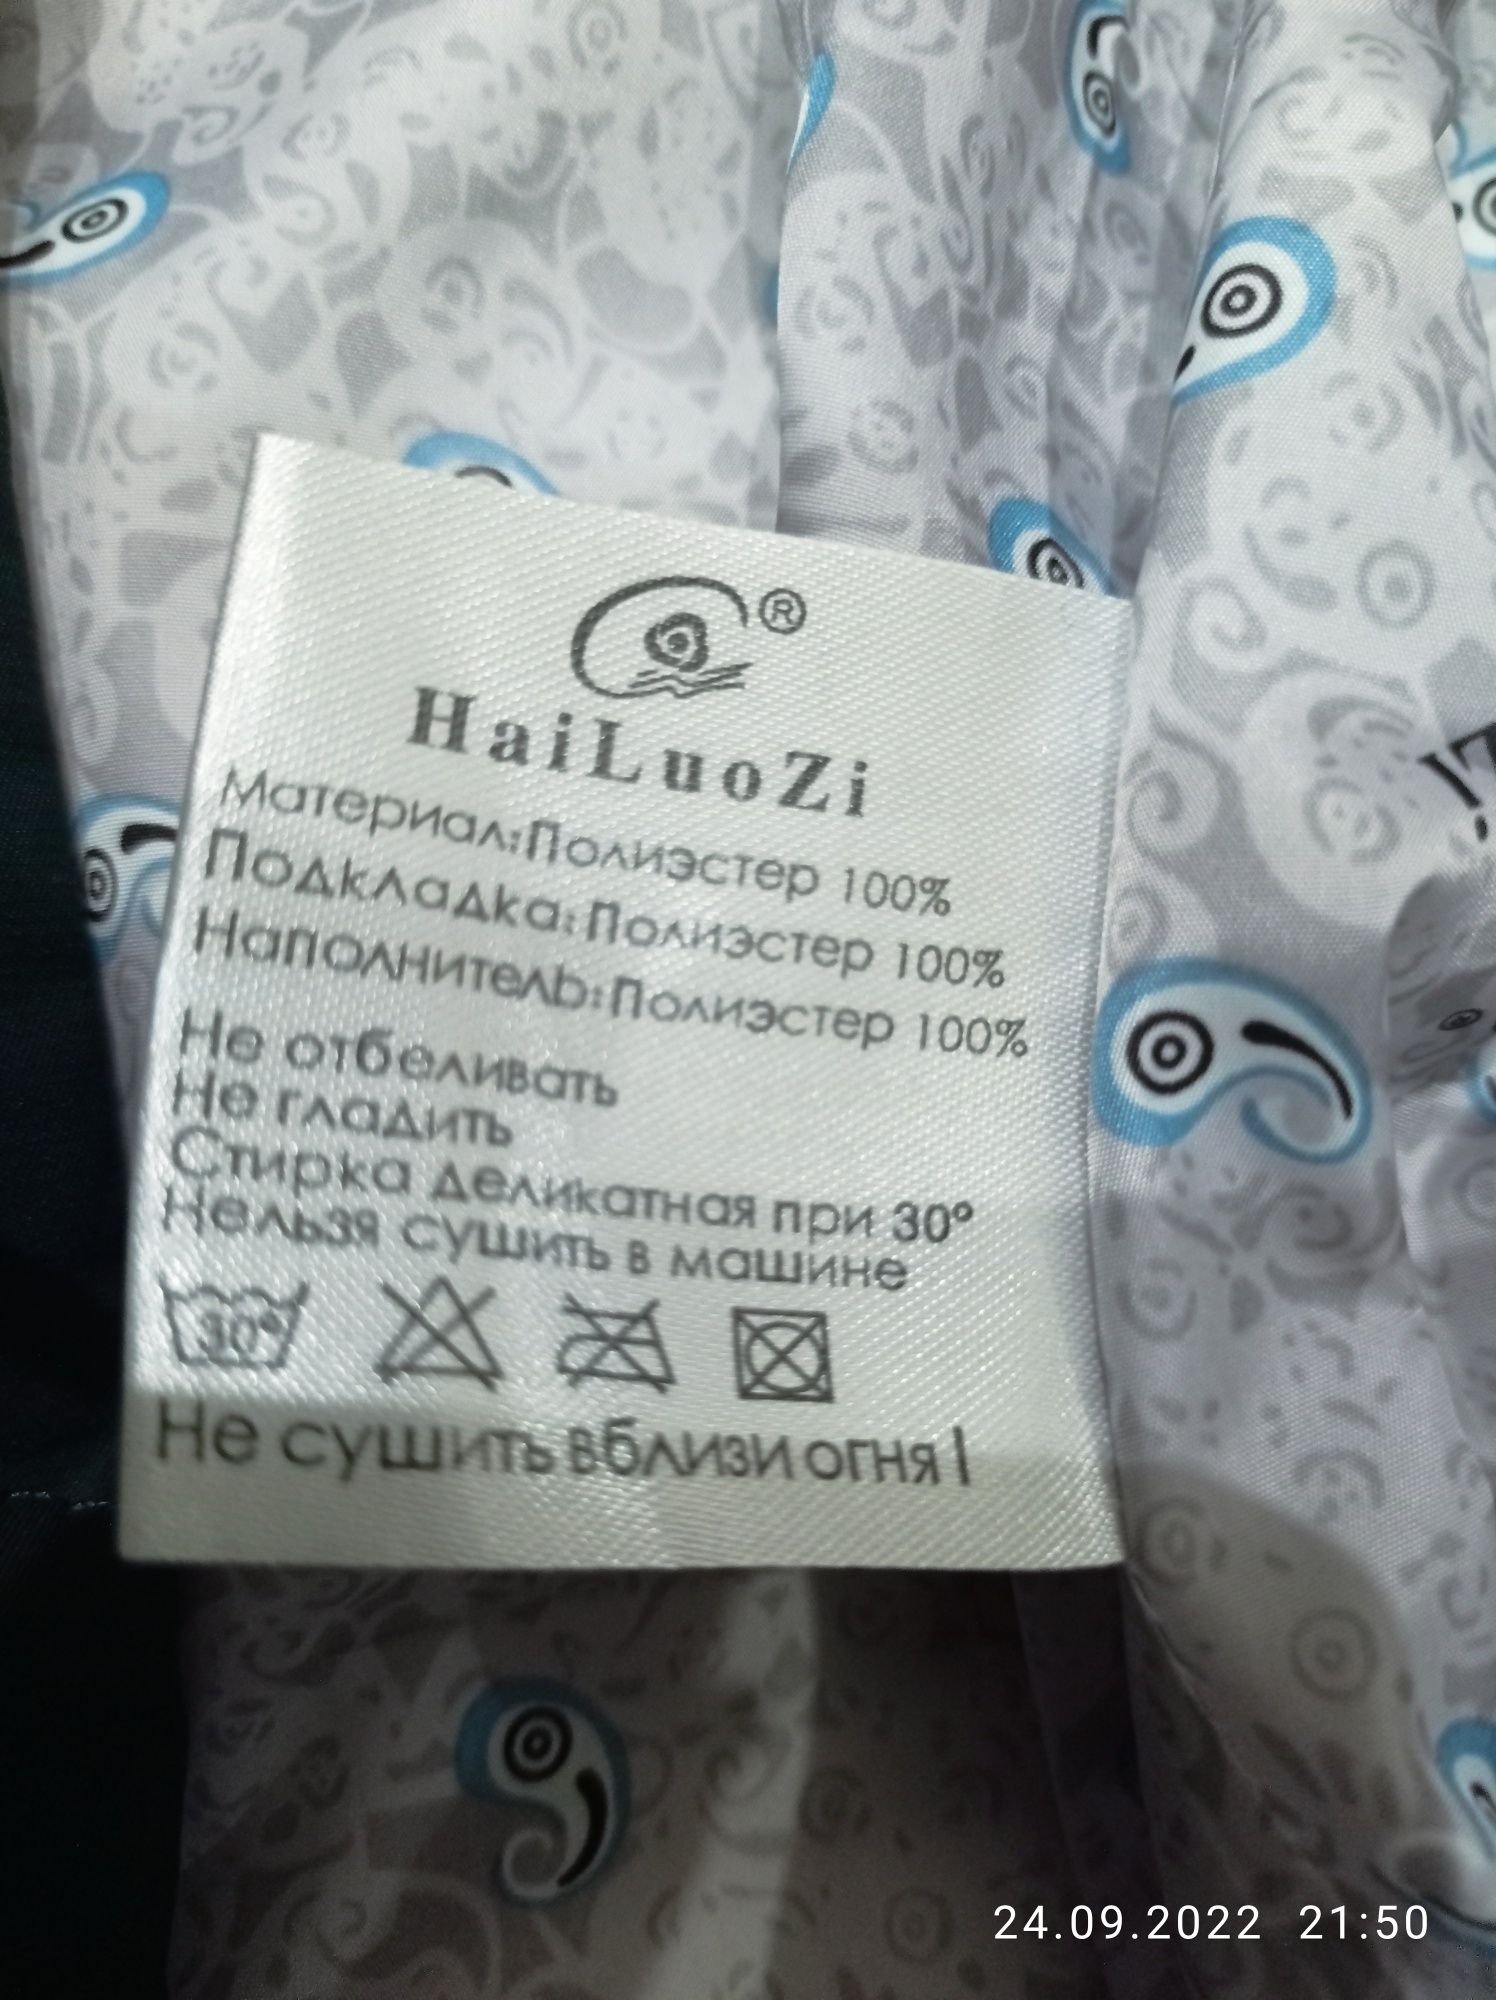 ®
HaiLuoZi
Материал:Полиэстер 100%
Подкладка:Полиэстер 100%
Наполнитель:Полиэстер 100%
Не отбеливать
Не гладить
Стирка деликатная при 30°
Нельзя сушить в машине
30°
Не сушить вблизи огня!
24.09.2022 21:50